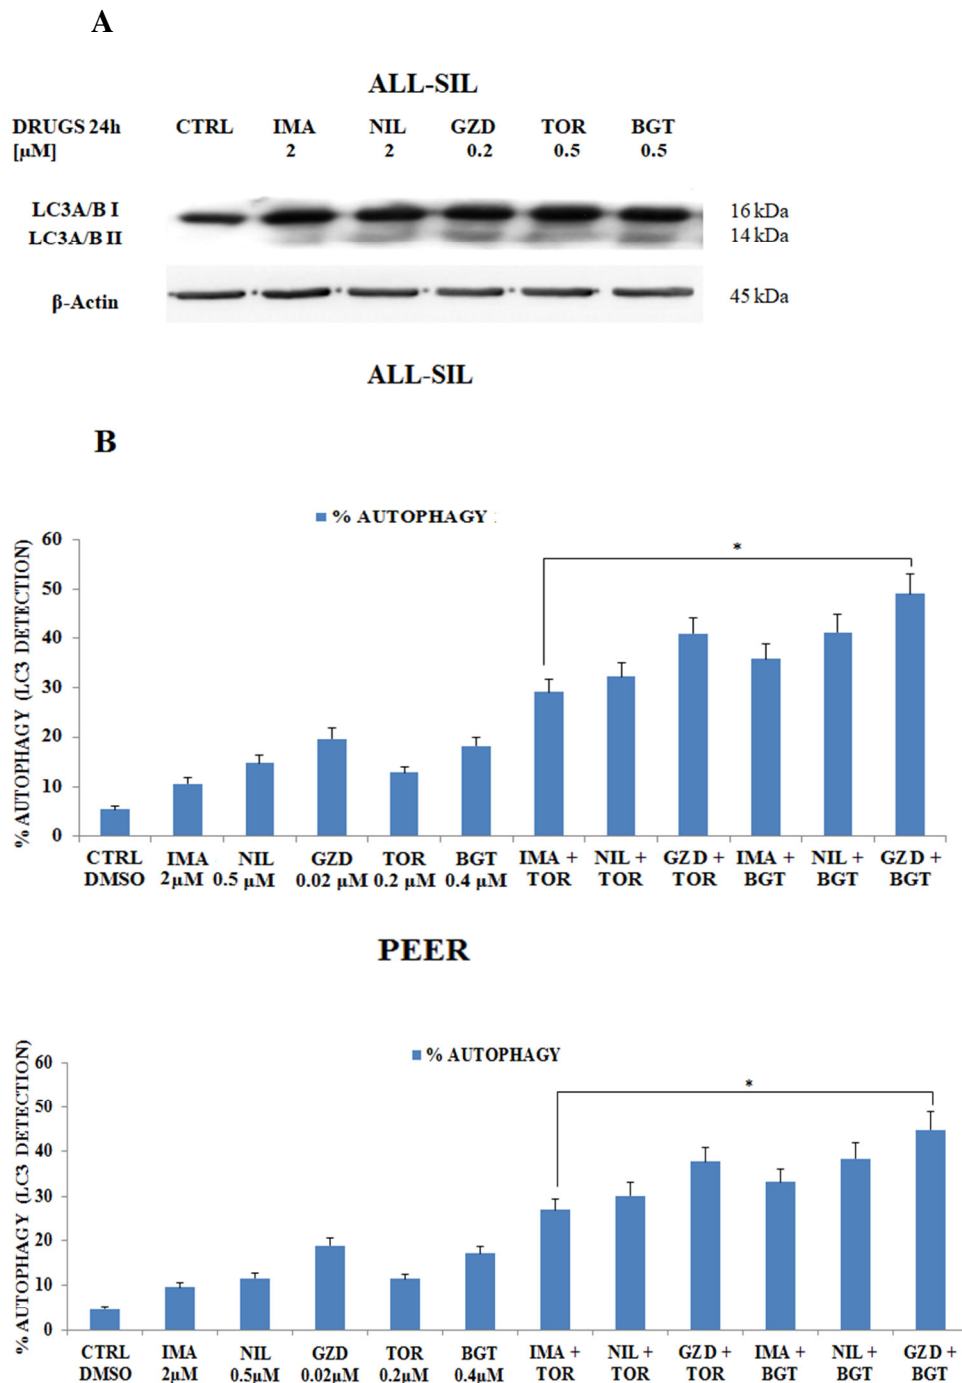 A
ALL-SIL
DRUGS 24h CTRL IMA NIL GZD TOR BGT
[µM] 2 2 0.2 0.5 0.5
LC3A/B I 16 kDa
LC3A/B II 14 kDa
β-Actin 45 kDa
ALL-SIL
B
% AUTOPHAGY
% AUTOPHAGY (LC3 DETECTION)
60
*
50
40
30
20
10
0
CTRL IMA NIL GZD TOR BGT IMA + NIL + GZD + IMA + NIL + GZD +
DMSO 2µM 0.5 µM 0.02 µM 0.2 µM 0.4 µM TOR TOR TOR BGT BGT BGT
PEER
% AUTOPHAGY
% AUTOPHAGY (LC3 DETECTION)
60
*
50
40
30
20
10
0
CTRL IMA NIL GZD TOR BGT IMA + NIL + GZD + IMA + NIL + GZD +
DMSO 2µM 0.5µM 0.02µM 0.2µM 0.4µM TOR TOR TOR BGT BGT BGT